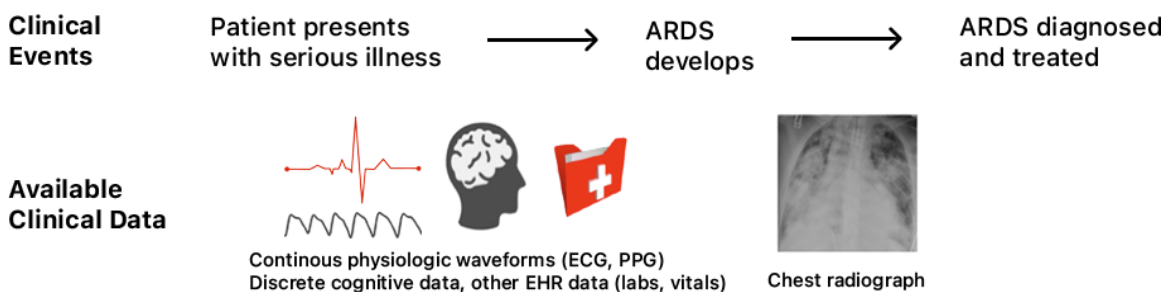 Clinical
Events
Patient presents
with serious illness
ARDS
develops
ARDS diagnosed
and treated
Available
Clinical Data
Continous physiologic waveforms (ECG, PPG)
Discrete cognitive data, other EHR data (labs, vitals)
Chest radiograph